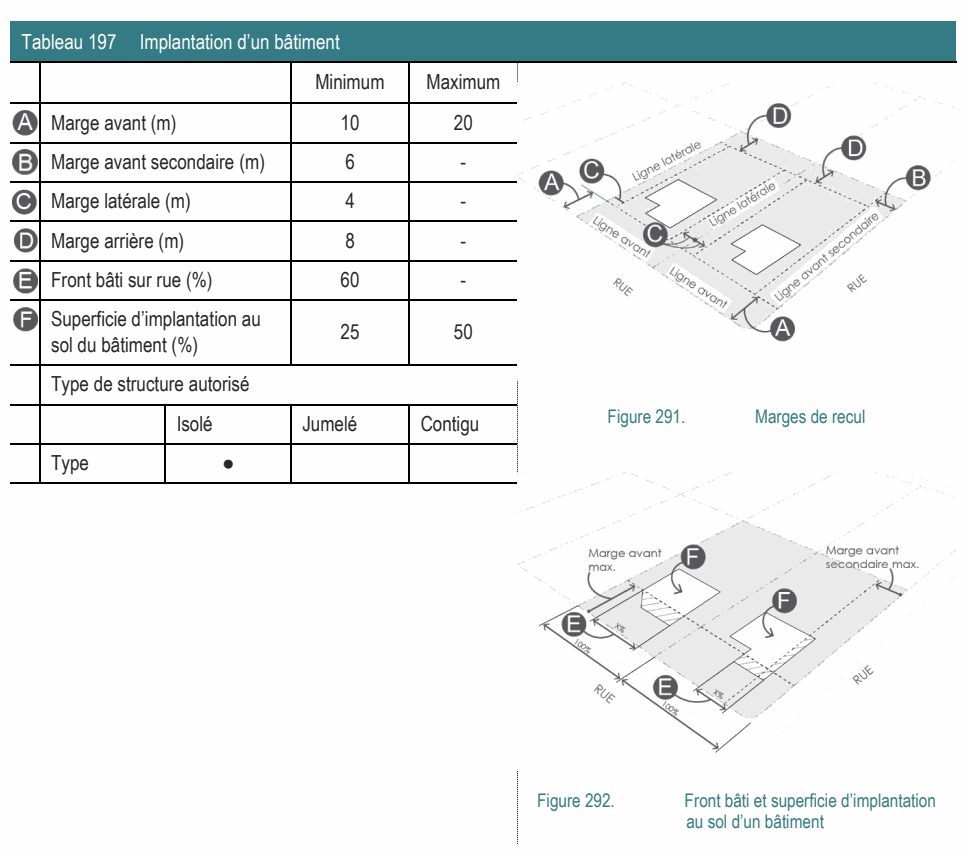 Tableau 197 Implantation d'un bâtiment
Minimum Maximum
A Marge avant (m) 10 20
B Marge avant secondaire (m) 6 -
C Marge latérale (m) 4 -
D Marge arrière (m) 8 -
E Front bâti sur rue (%) 60 -
F Superficie d'implantation au
sol du bâtiment (%) 25 50
Type de structure autorisé
Isolé Jumelé Contigu
Type ●
D
D
Ligne latérale
C
A
B
Ligne latérale
Ligne avant
C
Ligne avant secondaire
Ligne avant
RUE
RUE
A
Figure 291. Marges de recul
Marge avant
max.
F
Marge avant
secondaire max.
F
E
X%
100%
E
X%
100%
RUE
RUE
Figure 292. Front bâti et superficie d'implantation
au sol d'un bâtiment